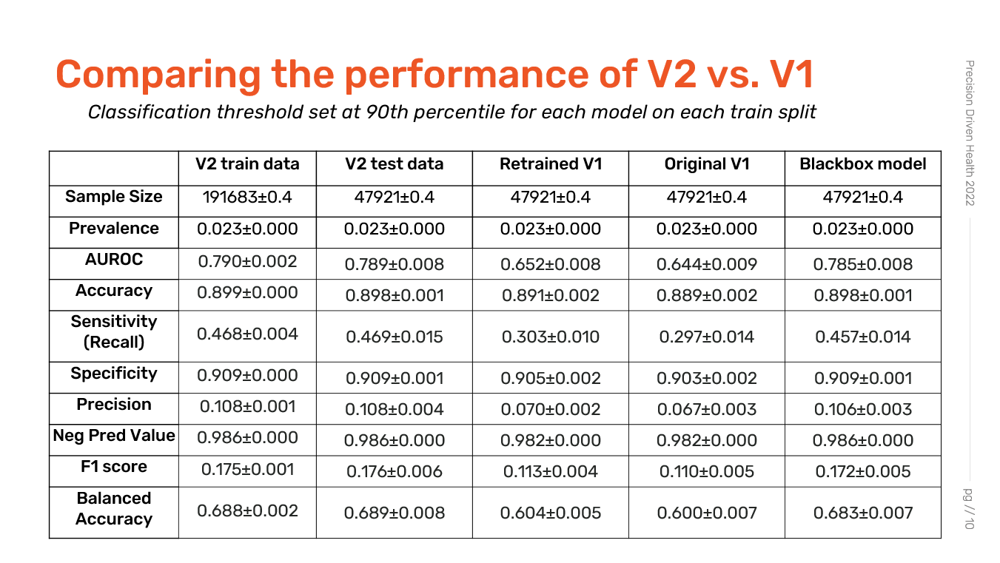 Comparing the performance of V2 vs. V1
Classification threshold set at 90th percentile for each model on each train split
V2 train data V2 test data Retrained V1 Original V1 Blackbox model
Sample Size 191683±0.4 47921±0.4 47921±0.4 47921±0.4 47921±0.4
Prevalence 0.023±0.000 0.023±0.000 0.023±0.000 0.023±0.000 0.023±0.000
AUROC 0.790±0.002 0.789±0.008 0.652±0.008 0.644±0.009 0.785±0.008
Accuracy 0.899±0.000 0.898±0.001 0.891±0.002 0.889±0.002 0.898±0.001
Sensitivity
(Recall) 0.468±0.004 0.469±0.015 0.303±0.010 0.297±0.014 0.457±0.014
Specificity 0.909±0.000 0.909±0.001 0.905±0.002 0.903±0.002 0.909±0.001
Precision 0.108±0.001 0.108±0.004 0.070±0.002 0.067±0.003 0.106±0.003
Neg Pred Value 0.986±0.000 0.986±0.000 0.982±0.000 0.982±0.000 0.986±0.000
F1 score 0.175±0.001 0.176±0.006 0.113±0.004 0.110±0.005 0.172±0.005
Balanced
Accuracy 0.688±0.002 0.689±0.008 0.604±0.005 0.600±0.007 0.683±0.007
Precision Driven Health 2022
pg // 10